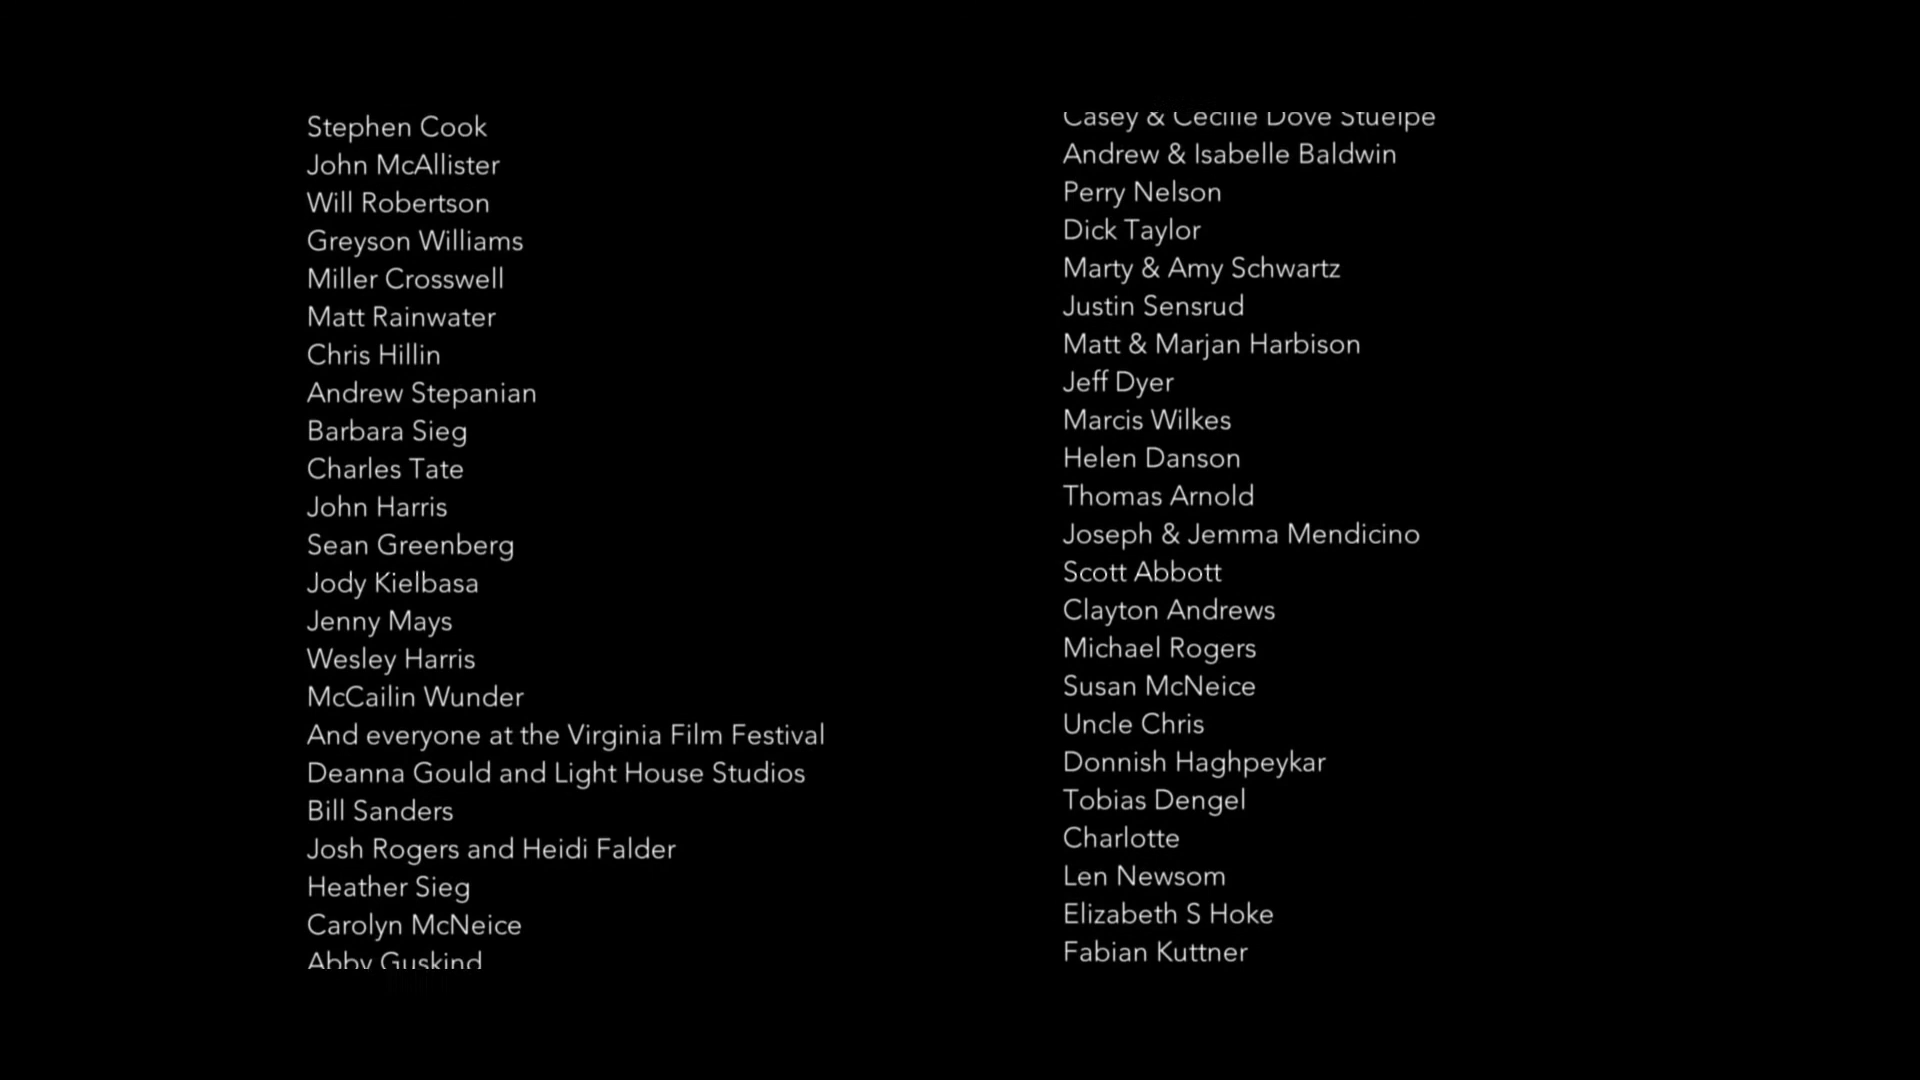 Stephen Cook
John McAllister
Will Robertson
Greyson Williams
Miller Crosswell
Matt Rainwater
Chris Hillin
Andrew Stepanian
Barbara Sieg
Charles Tate
John Harris
Sean Greenberg
Jody Kielbasa
Jenny Mays
Wesley Harris
McCailin Wunder
And everyone at the Virginia Film Festival
Deanna Gould and Light House Studios
Bill Sanders
Josh Rogers and Heidi Falder
Heather Sieg
Carolyn McNeice
Abby Guskind
Casey & Cecilie Dove Stuelpe
Andrew & Isabelle Baldwin
Perry Nelson
Dick Taylor
Marty & Amy Schwartz
Justin Sensrud
Matt & Marjan Harbison
Jeff Dyer
Marcis Wilkes
Helen Danson
Thomas Arnold
Joseph & Jemma Mendicino
Scott Abbott
Clayton Andrews
Michael Rogers
Susan McNeice
Uncle Chris
Donnish Haghpeykar
Tobias Dengel
Charlotte
Len Newsom
Elizabeth S Hoke
Fabian Kuttner